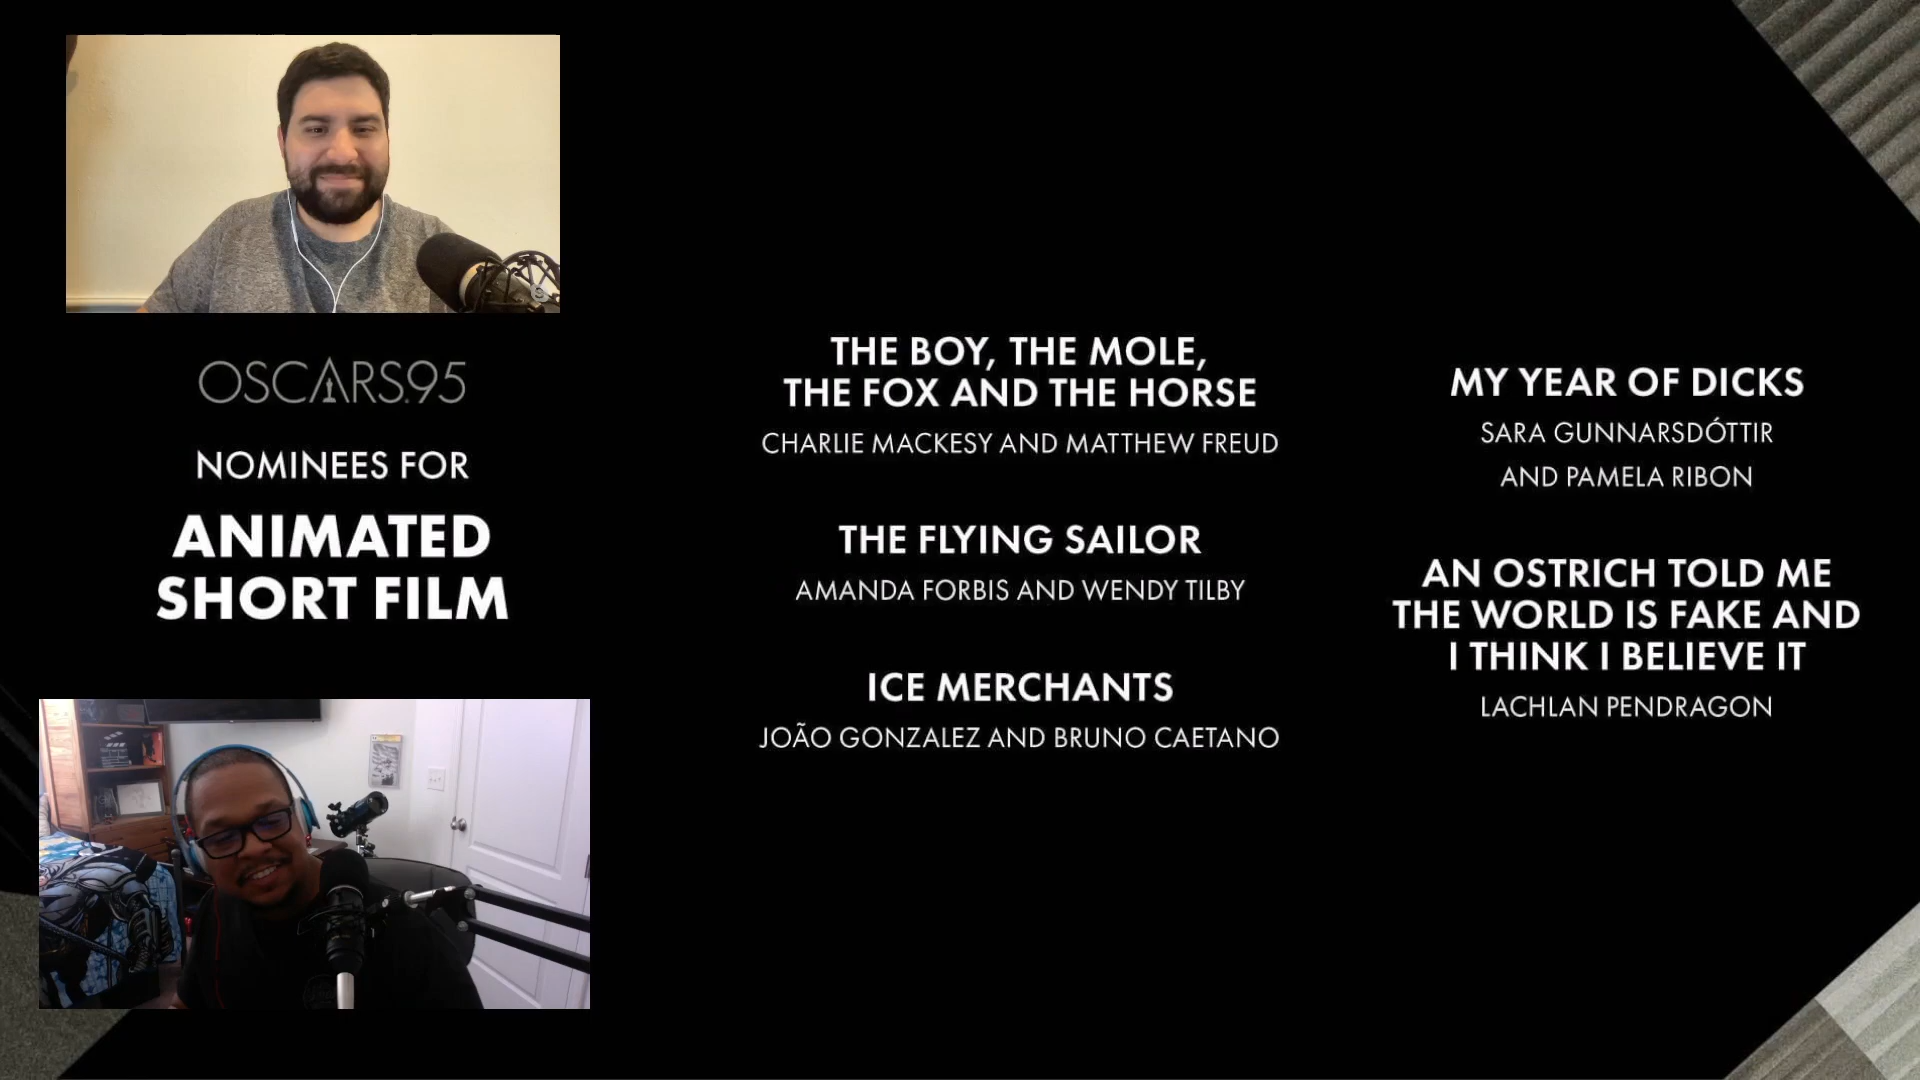 OSCARS.95
NOMINEES FOR
ANIMATED
SHORT FILM
THE BOY, THE MOLE,
THE FOX AND THE HORSE
CHARLIE MACKESY AND MATTHEW FREUD
THE FLYING SAILOR
AMANDA FORBIS AND WENDY TILBY
ICE MERCHANTS
JOÃO GONZALEZ AND BRUNO CAETANO
MY YEAR OF DICKS
SARA GUNNARSDÓTTIR
AND PAMELA RIBON
AN OSTRICH TOLD ME
THE WORLD IS FAKE AND
I THINK I BELIEVE IT
LACHLAN PENDRAGON